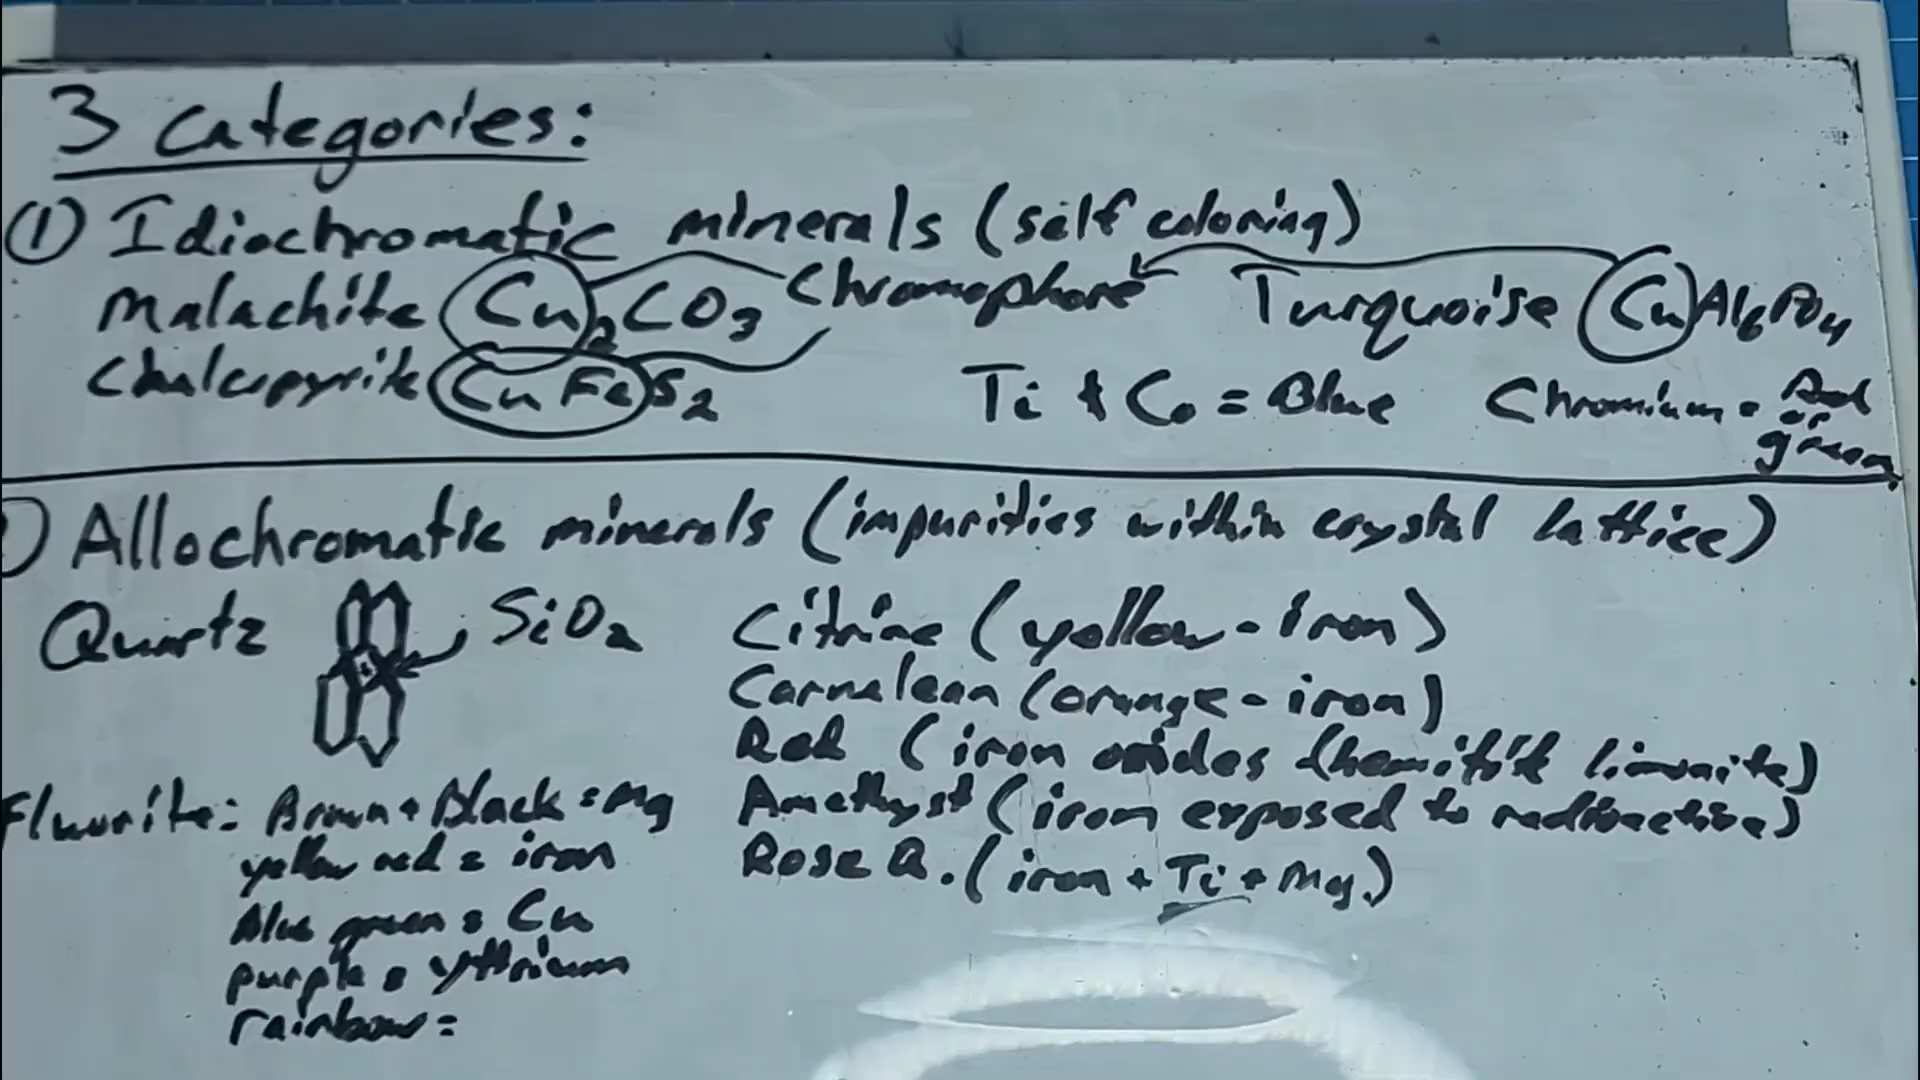 3 Categories:
① Idiochromatic minerals (self coloring)
Malachite Cu2CO3 Chromophore Turquoise CuAl6PO4
Chalcopyrite CuFeS2 Ti + Co = Blue Chromium = Red or green
) Allochromatic minerals (impurities within crystal lattice)
Quartz SiO2 Citrine (yellow - iron)
Carnelean (orange - iron)
Red (iron oxides limonite)
Fluorite: Brown + Black = Mg Amethyst (iron exposed to radioactive)
yellow red = iron Rose Q. (iron + Ti + Mg.)
Blue green = Cu
purple = yttrium
rainbow =